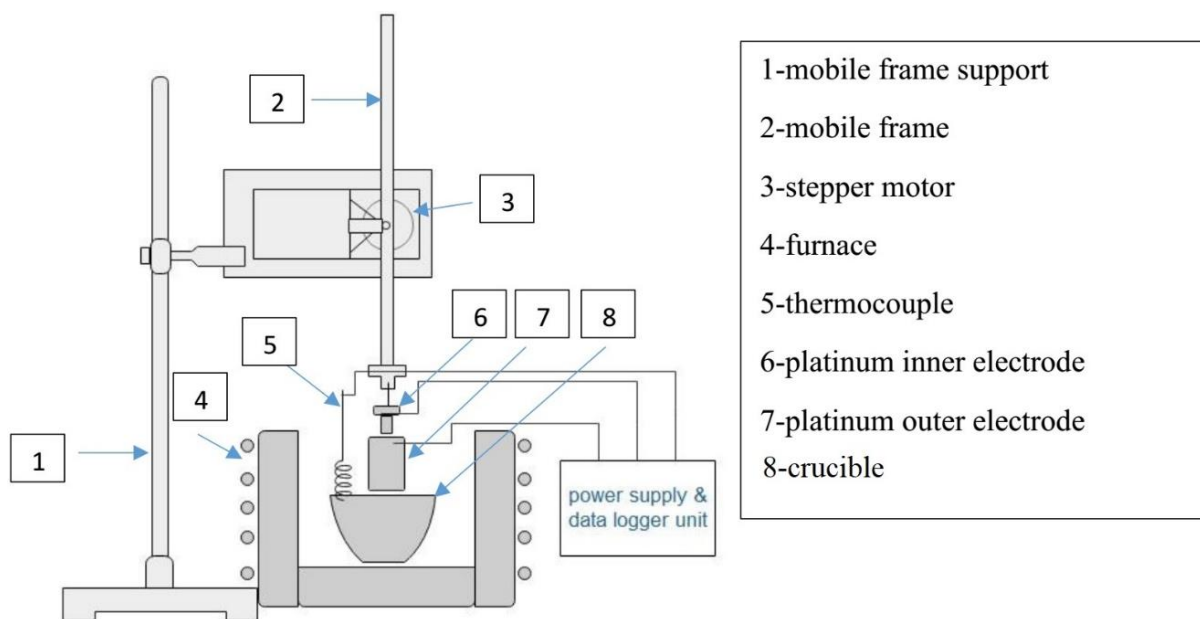 2
3
6
7
8
5
4
1
power supply &
data logger unit
1-mobile frame support
2-mobile frame
3-stepper motor
4-furnace
5-thermocouple
6-platinum inner electrode
7-platinum outer electrode
8-crucible